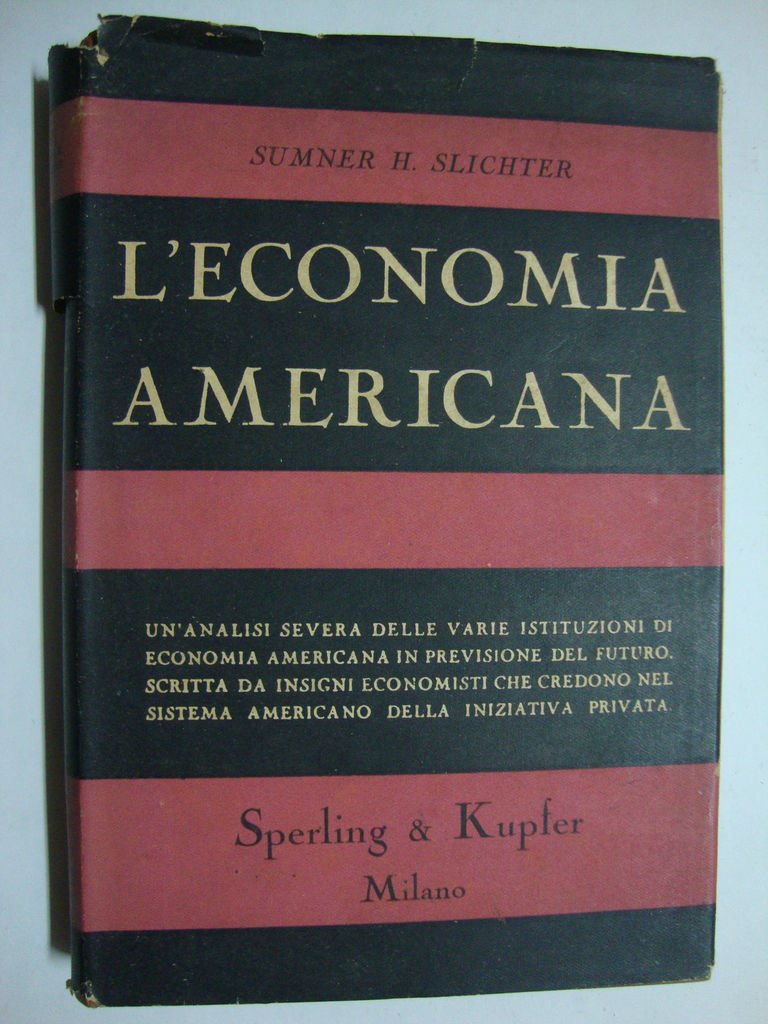 SUMNER H. SLICHTER
L'ECONOMIA
AMERICANA
UN'ANALISI SEVERA DELLE VARIE ISTITUZIONI DI
ECONOMIA AMERICANA IN PREVISIONE DEL FUTURO.
SCRITTA DA INSIGNI ECONOMISTI CHE CREDONO NEL
SISTEMA AMERICANO DELLA INIZIATIVA PRIVATA
Sperling & Kupfer
Milano